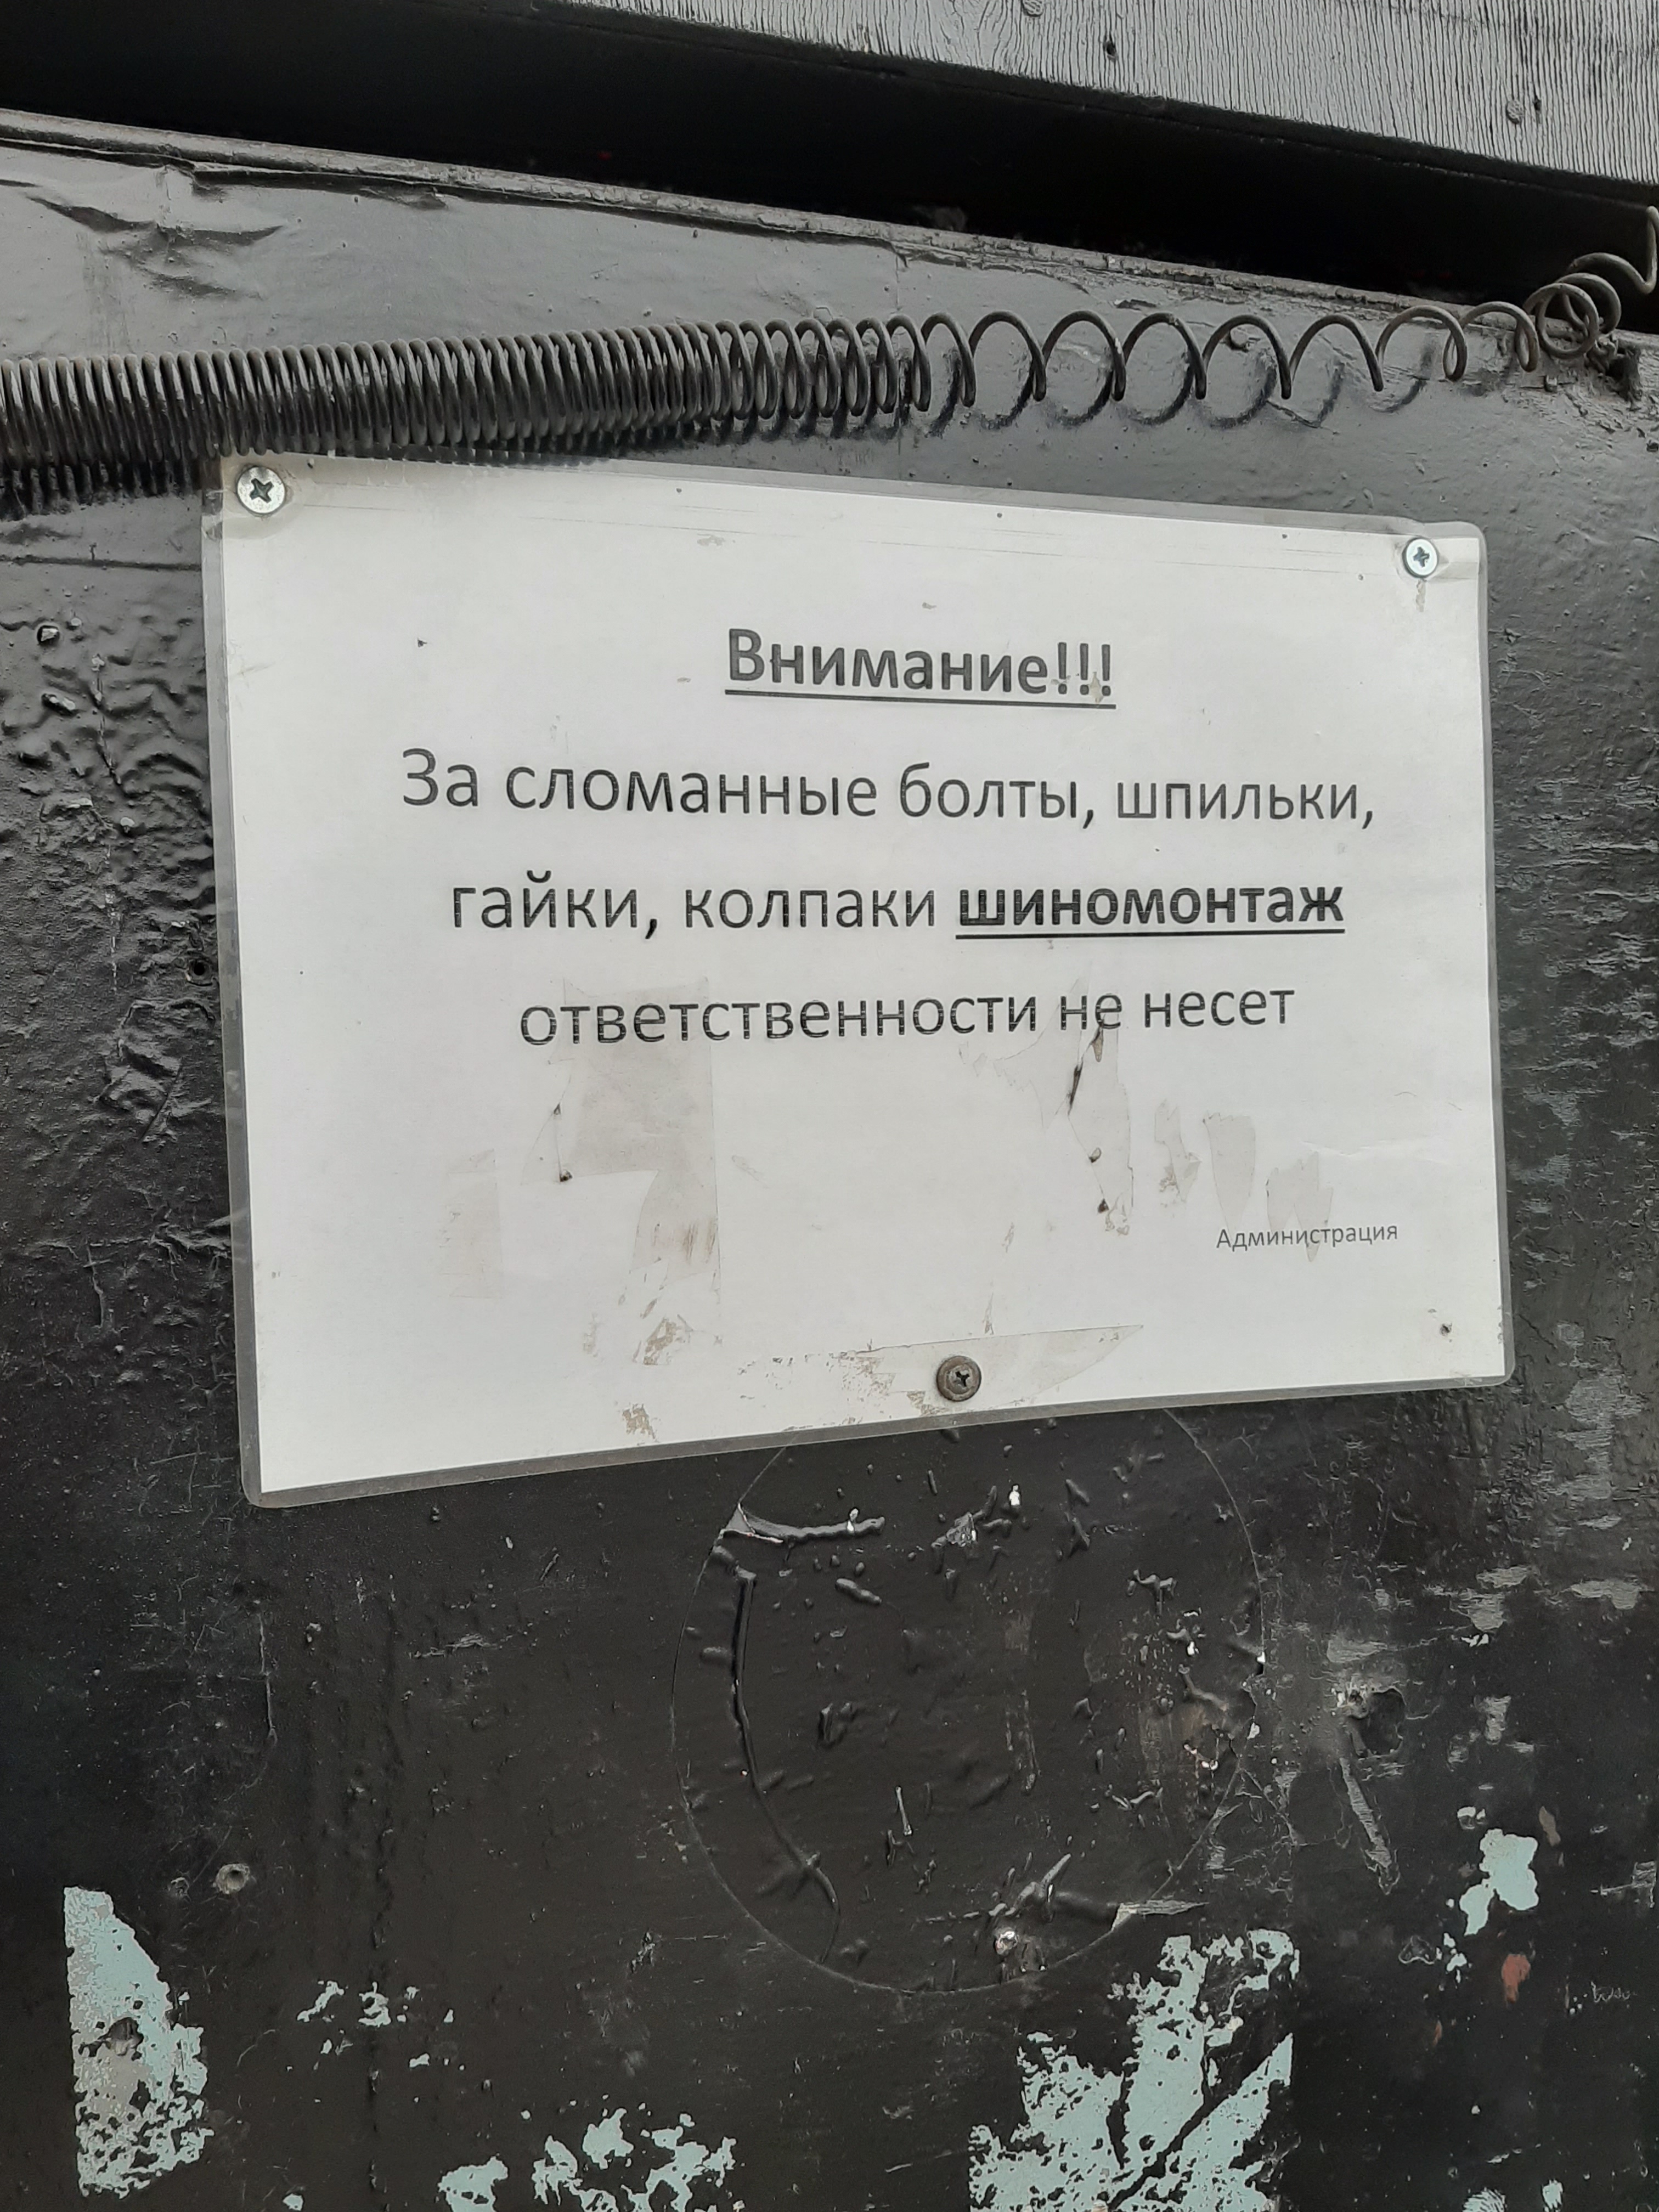 Внимание!!!
За сломанные болты, шпильки,
гайки, колпаки шиномонтаж
ответственности не несет
Администрация